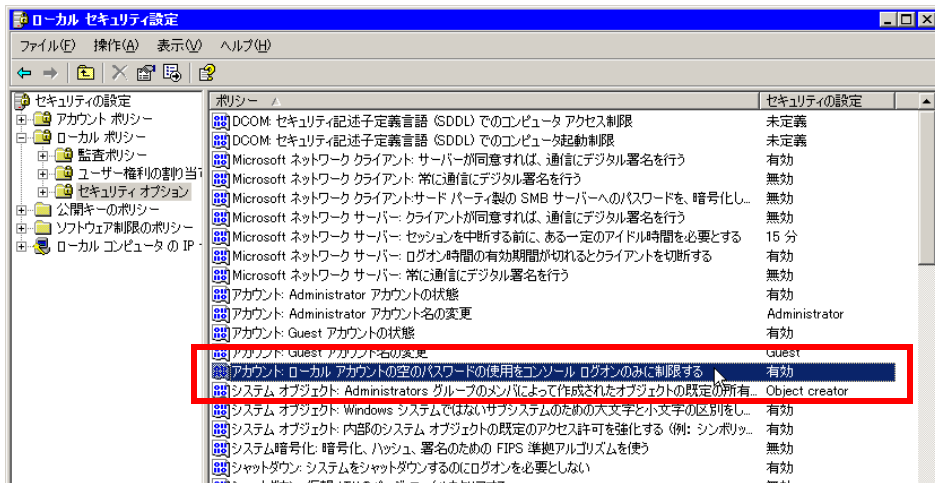 ローカル セキュリティ設定
ファイル(F) 操作(A) 表示(V) ヘルプ(H)
セキュリティの設定
アカウント ポリシー
ローカル ポリシー
監査ポリシー
ユーザー権利の割り当て
セキュリティ オプション
公開キーのポリシー
ソフトウェア制限のポリシー
ローカル コンピュータ の IP
ポリシー セキュリティの設定
DCOM: セキュリティ記述子定義言語 (SDDL) でのコンピュータ アクセス制限 未定義
DCOM: セキュリティ記述子定義言語 (SDDL) でのコンピュータ起動制限 未定義
Microsoft ネットワーク クライアント: サーバーが同意すれば、通信にデジタル署名を行う 有効
Microsoft ネットワーク クライアント: 常に通信にデジタル署名を行う 無効
Microsoft ネットワーク クライアント:サード パーティ製の SMB サーバーへのパスワードを、暗号化し... 無効
Microsoft ネットワーク サーバー: クライアントが同意すれば、通信にデジタル署名を行う 無効
Microsoft ネットワーク サーバー: セッションを中断する前に、ある一定のアイドル時間を必要とする 15 分
Microsoft ネットワーク サーバー: ログオン時間の有効期間が切れるとクライアントを切断する 有効
Microsoft ネットワーク サーバー: 常に通信にデジタル署名を行う 無効
アカウント: Administrator アカウントの状態 有効
アカウント: Administrator アカウント名の変更 Administrator
アカウント: Guest アカウントの状態 有効
アカウント: Guest アカウント名の変更 Guest
アカウント: ローカル アカウントの空のパスワードの使用をコンソール ログオンのみに制限する 有効
システム オブジェクト: Administrators グループのメンバによって作成されたオブジェクトの既定の所有... Object creator
システム オブジェクト: Windows システムではないサブシステムのための大文字と小文字の区別をし... 有効
システム オブジェクト: 内部のシステム オブジェクトの既定のアクセス許可を強化する (例: シンボリッ... 有効
システム暗号化: 暗号化、ハッシュ、署名のための FIPS 準拠アルゴリズムを使う 無効
シャットダウン: システムをシャットダウンするのにログオンを必要としない 有効